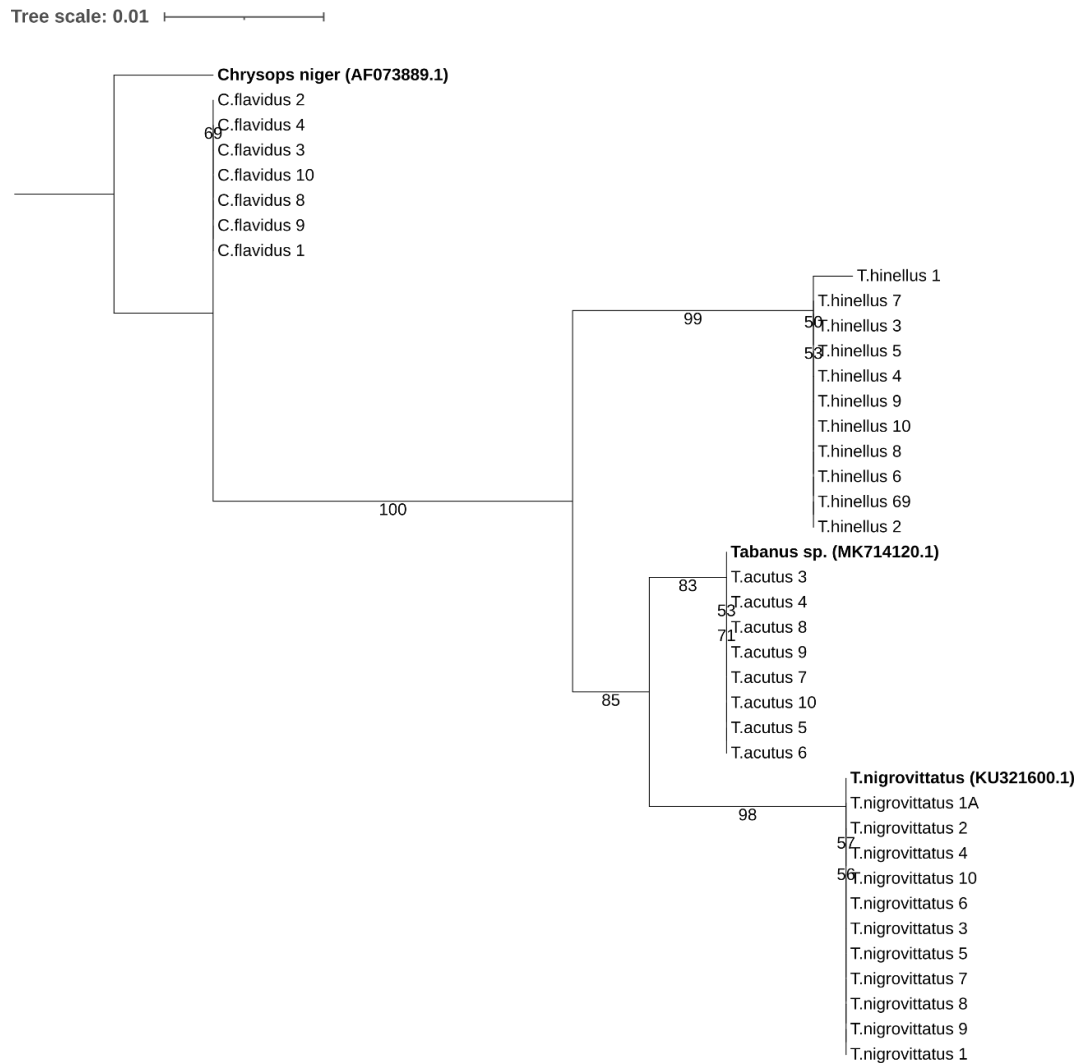 Tree scale: 0.01
Chrysops niger (AF073889.1)
C.flavidus 2
C.flavidus 4
69
C.flavidus 3
C.flavidus 10
C.flavidus 8
C.flavidus 9
C.flavidus 1
T.hinellus 1
T.hinellus 7
99
50
T.hinellus 3
T.hinellus 5
53
T.hinellus 4
T.hinellus 9
T.hinellus 10
T.hinellus 8
T.hinellus 6
T.hinellus 69
100
T.hinellus 2
Tabanus sp. (MK714120.1)
T.acutus 3
83
T.acutus 4
53
T.acutus 8
71
T.acutus 9
T.acutus 7
85
T.acutus 10
T.acutus 5
T.acutus 6
T.nigrovittatus (KU321600.1)
T.nigrovittatus 1A
98
T.nigrovittatus 2
57
T.nigrovittatus 4
56
T.nigrovittatus 10
T.nigrovittatus 6
T.nigrovittatus 3
T.nigrovittatus 5
T.nigrovittatus 7
T.nigrovittatus 8
T.nigrovittatus 9
T.nigrovittatus 1